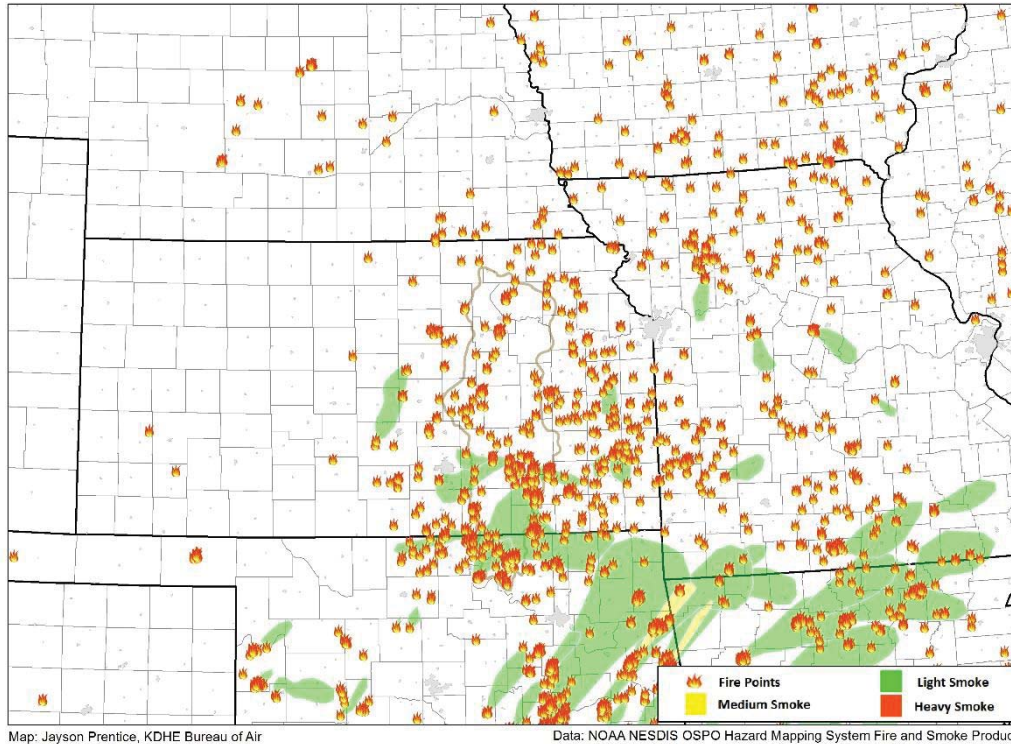 Fire Points
Light Smoke
Medium Smoke
Heavy Smoke
Map: Jayson Prentice, KDHE Bureau of Air
Data: NOAA NESDIS OSPO Hazard Mapping System Fire and Smoke Produc